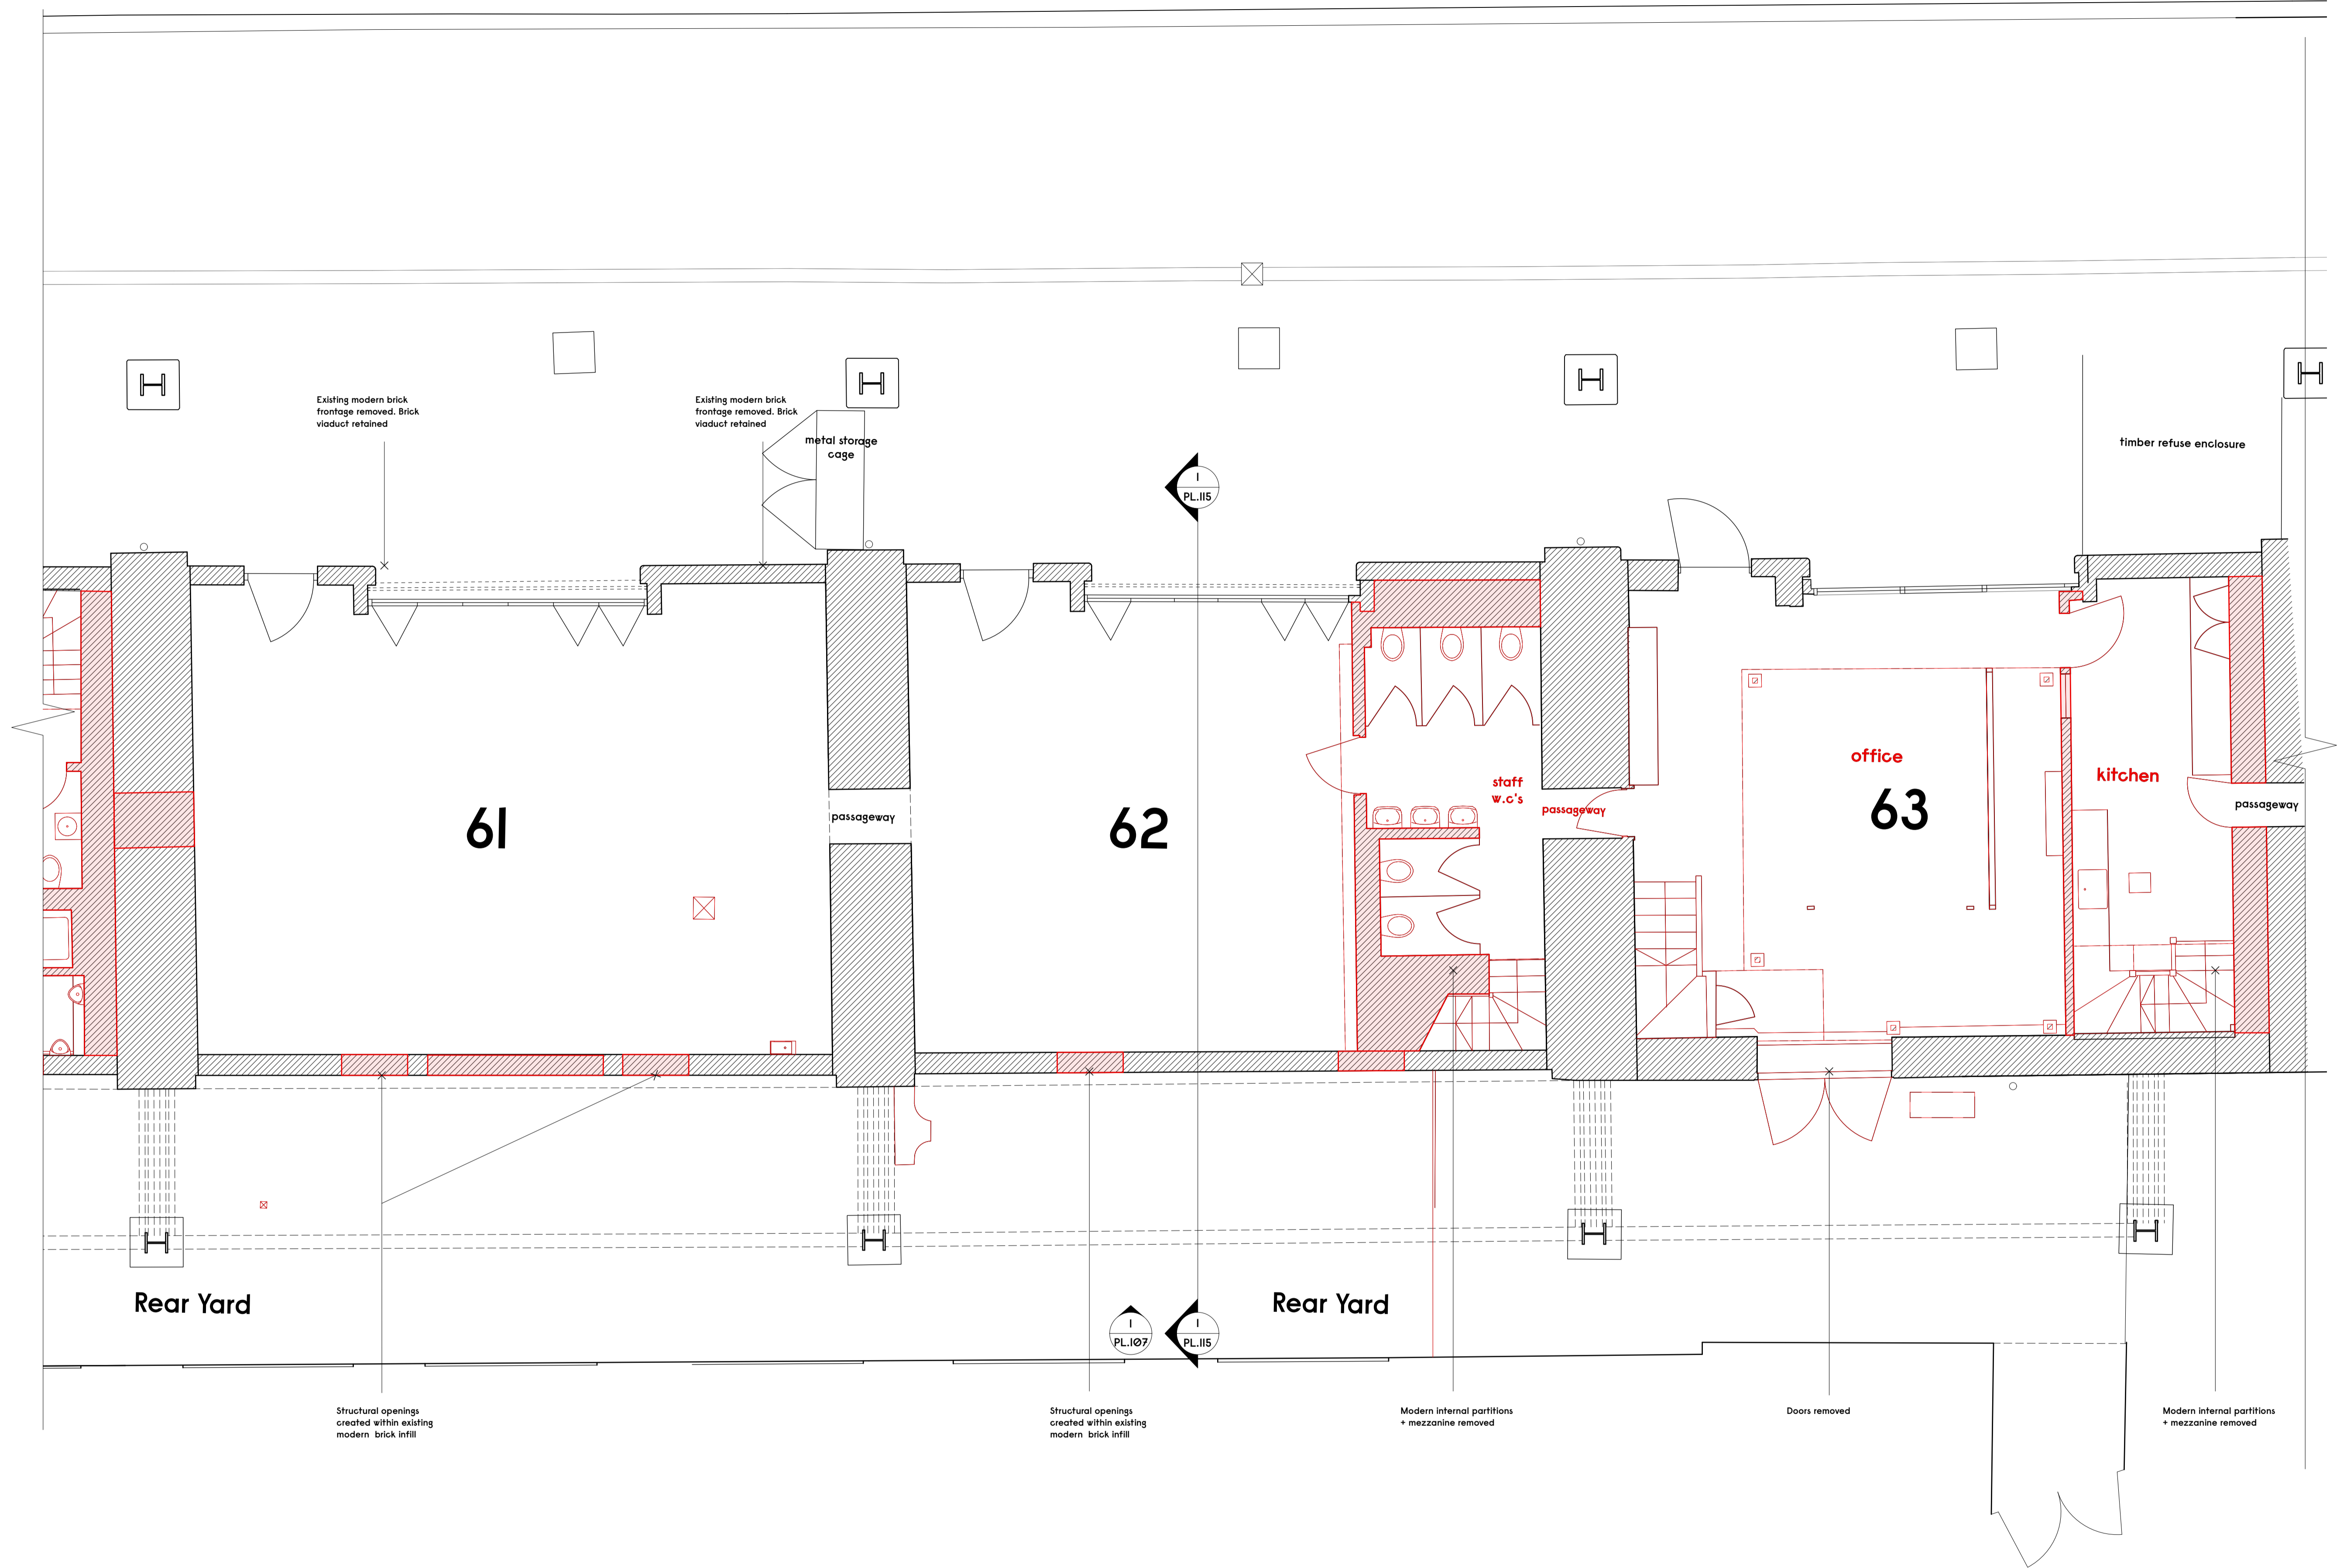 Existing modern brick
frontage removed. Brick
viaduct retained
Existing modern brick
frontage removed. Brick
viaduct retained
metal storage
cage
timber refuse enclosure
1
PL.115
61
passageway
62
staff
w.c's
passageway
office
63
kitchen
passageway
Rear Yard
Rear Yard
1
PL.107
1
PL.115
Structural openings
created within existing
modern brick infill
Structural openings
created within existing
modern brick infill
Modern internal partitions
+ mezzanine removed
Doors removed
Modern internal partitions
+ mezzanine removed